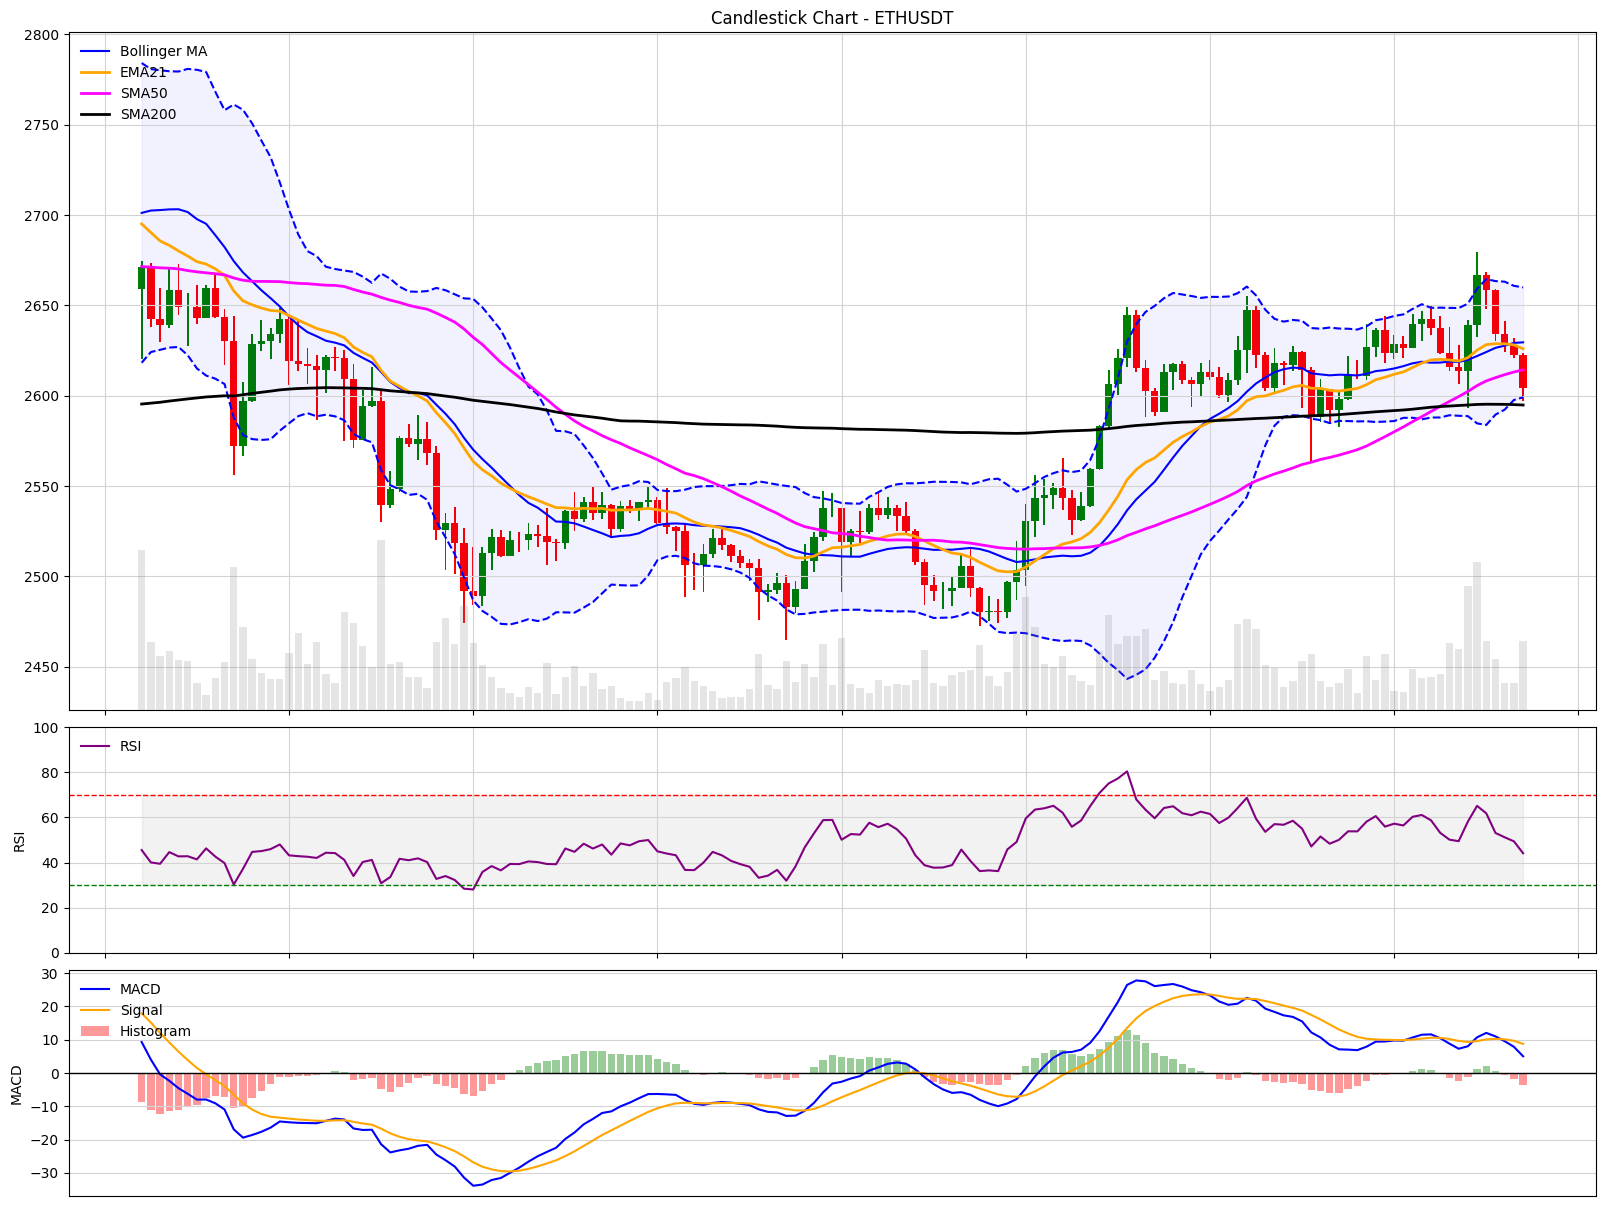 Candlestick Chart - ETHUSDT
2800
2750
2700
2650
2600
2550
2500
2450
Bollinger MA
EMA21
SMA50
SMA200
100
80
60
40
20
0
RSI
RSI
30
20
10
0
−10
−20
−30
MACD
MACD
Signal
Histogram